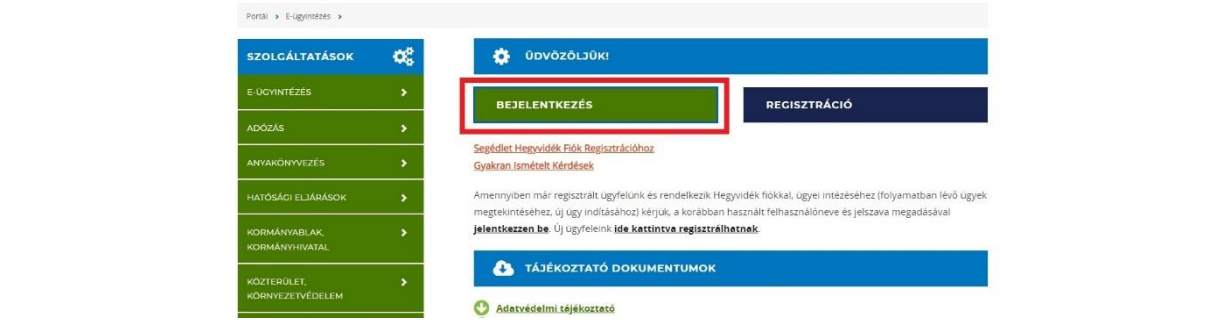 Portál > E-ügyintézés >
SZOLGÁLTATÁSOK
E-ÜGYINTÉZÉS
ADÓZÁS
ANYAKÖNYVEZÉS
HATÓSÁGI ELJÁRÁSOK
KORMÁNYABLAK,
KORMÁNYHIVATAL
KÖZTERÜLET,
KÖRNYEZETVÉDELEM
ÜDVÖZÖLJÜK!
BEJELENTKEZÉS
REGISZTRÁCIÓ
Segédlet Hegyvidék Fiók Regisztrációhoz
Gyakran Ismételt Kérdések
Amennyiben már regisztrált ügyfelünk és rendelkezik Hegyvidék fiókkal, ügyei intézéséhez (folyamatban lévő ügyek
megtekintéséhez, új ügy indításához) kérjük, a korábban használt felhasználóneve és jelszava megadásával
jelentkezzen be. Új ügyfeleink ide kattintva regisztrálhatnak.
TÁJÉKOZTATÓ DOKUMENTUMOK
Adatvédelmi tájékoztató